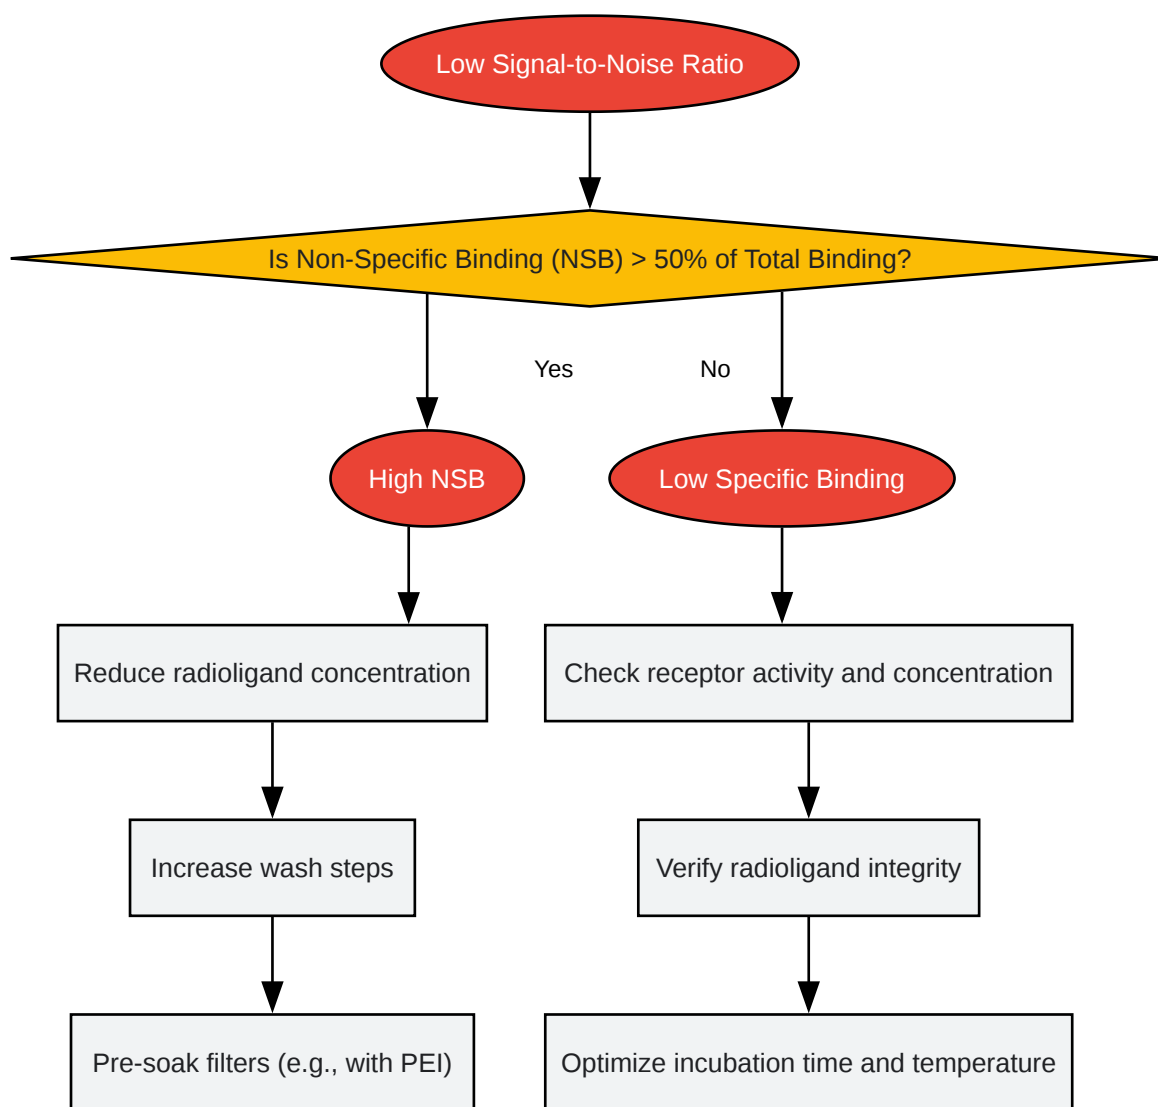 Low Signal-to-Noise Ratio
Is Non-Specific Binding (NSB) > 50% of Total Binding?
Yes
No
High NSB
Low Specific Binding
Reduce radioligand concentration
Check receptor activity and concentration
Increase wash steps
Verify radioligand integrity
Pre-soak filters (e.g., with PEI)
Optimize incubation time and temperature